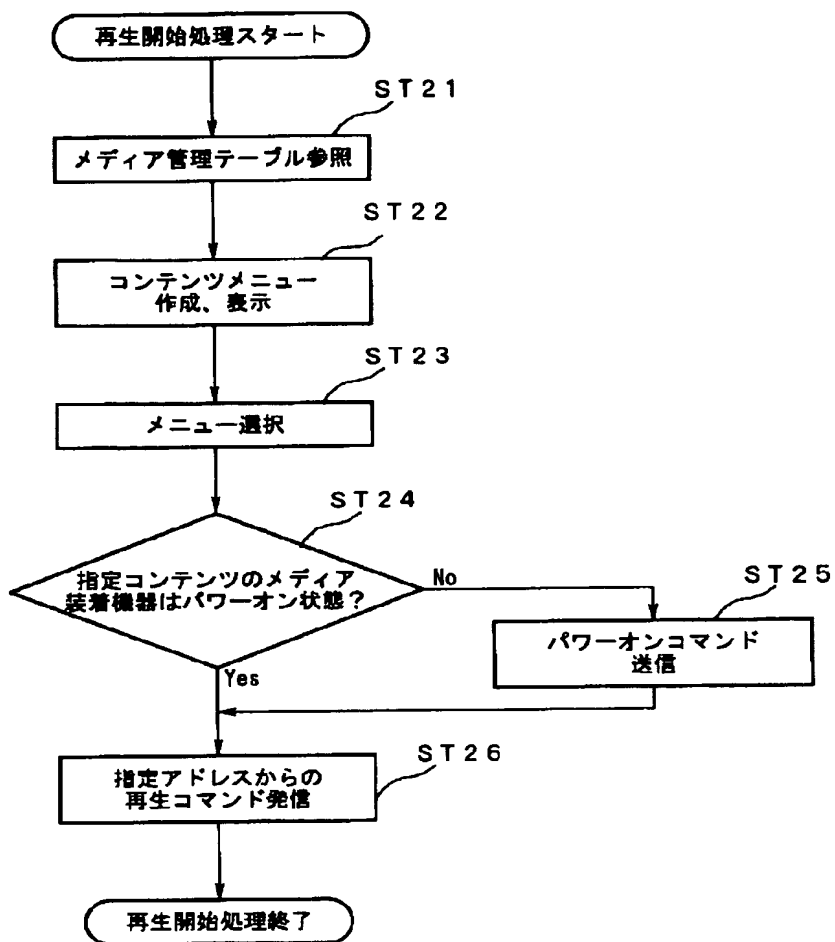 再生開始処理スタート
ST21
メディア管理テーブル参照
ST22
コンテンツメニュー
作成、表示
ST23
メニュー選択
ST24
指定コンテンツのメディア
装着機器はパワーオン状態？
No
ST25
パワーオンコマンド
送信
Yes
ST26
指定アドレスからの
再生コマンド発信
再生開始処理終了